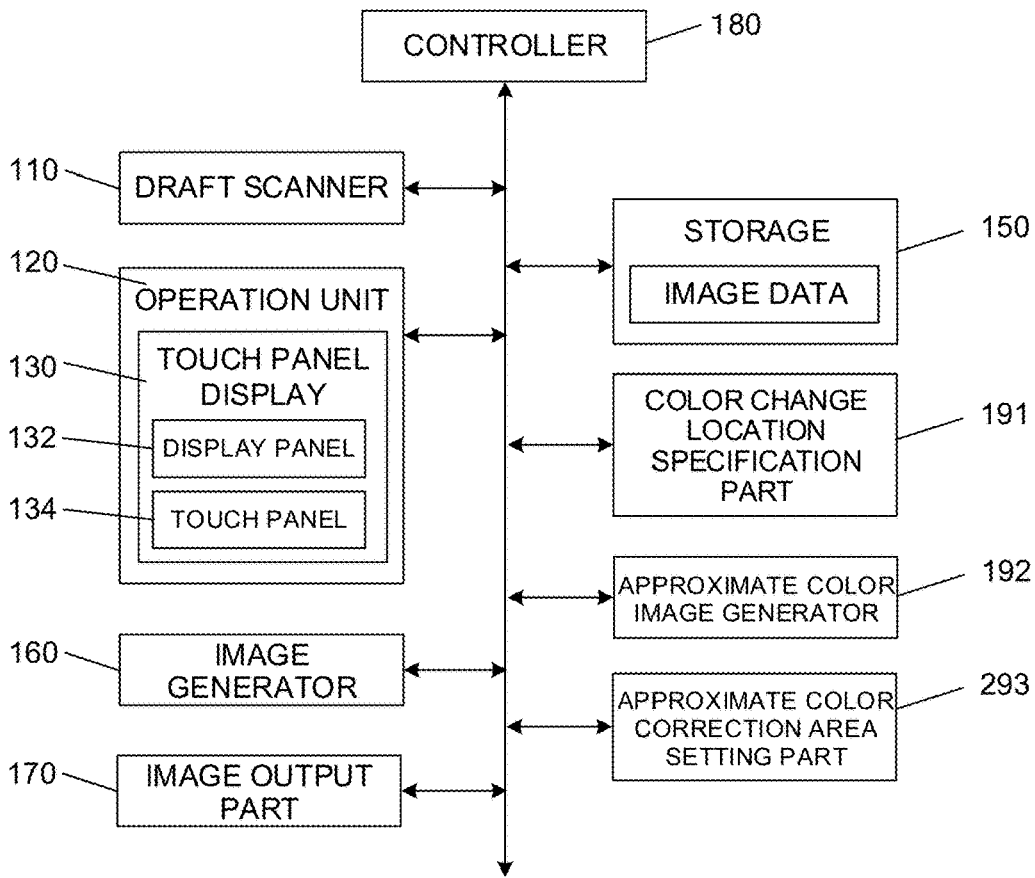 CONTROLLER
180
110
DRAFT SCANNER
120
OPERATION UNIT
130
TOUCH PANEL
DISPLAY
132
DISPLAY PANEL
134
TOUCH PANEL
160
IMAGE
GENERATOR
170
IMAGE OUTPUT
PART
STORAGE
150
IMAGE DATA
COLOR CHANGE
LOCATION
SPECIFICATION
PART
191
APPROXIMATE COLOR
IMAGE GENERATOR
192
APPROXIMATE COLOR
CORRECTION AREA
SETTING PART
293